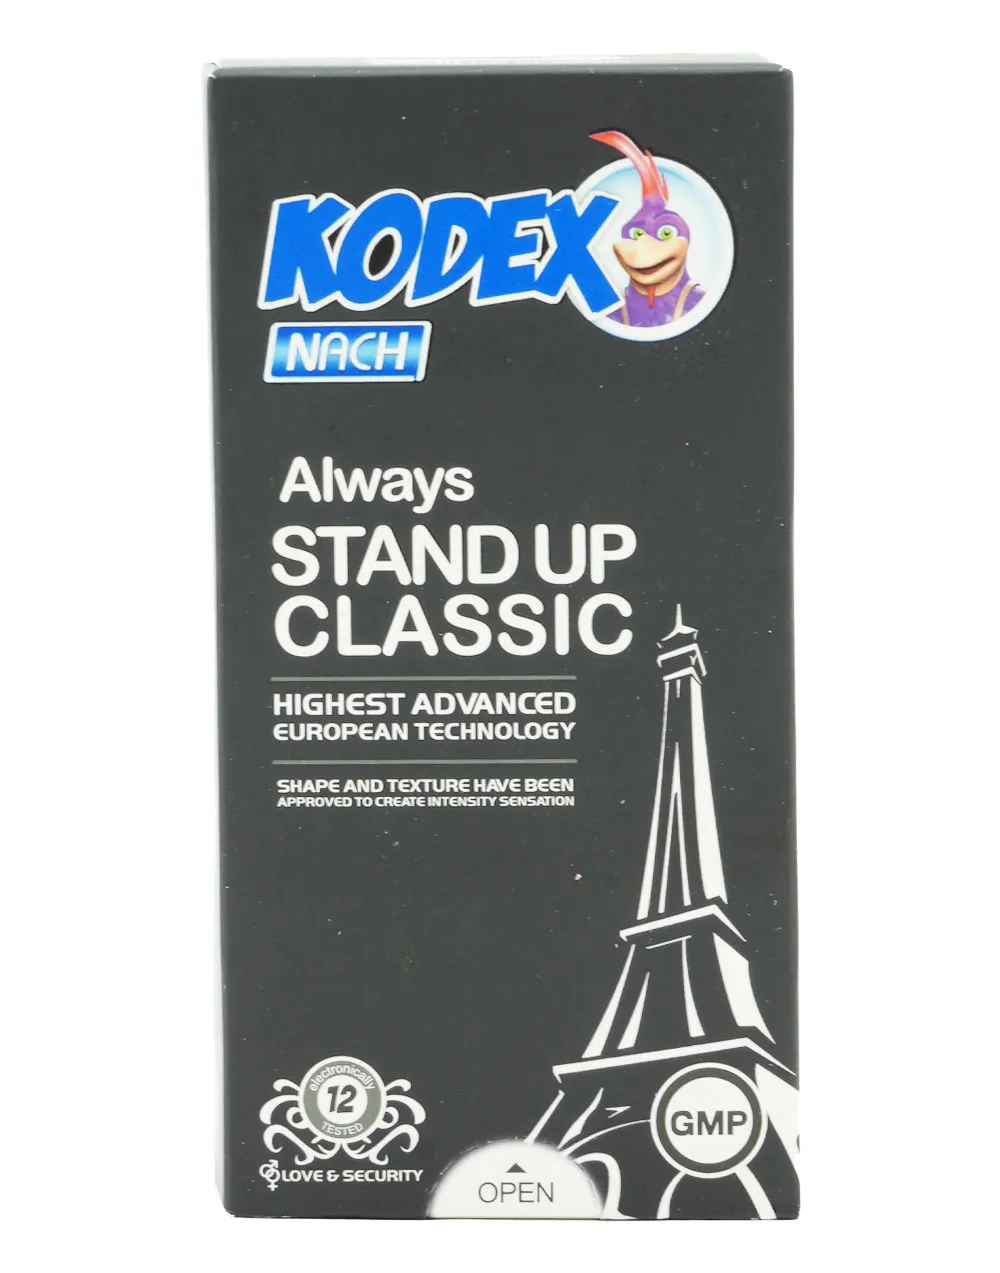 KODEX
NACH
Always
STAND UP
CLASSIC
HIGHEST ADVANCED
EUROPEAN TECHNOLOGY
SHAPE AND TEXTURE HAVE BEEN
APPROVED TO CREATE INTENSITY SENSATION
electronically
12
TESTED
LOVE & SECURITY
OPEN
GMP